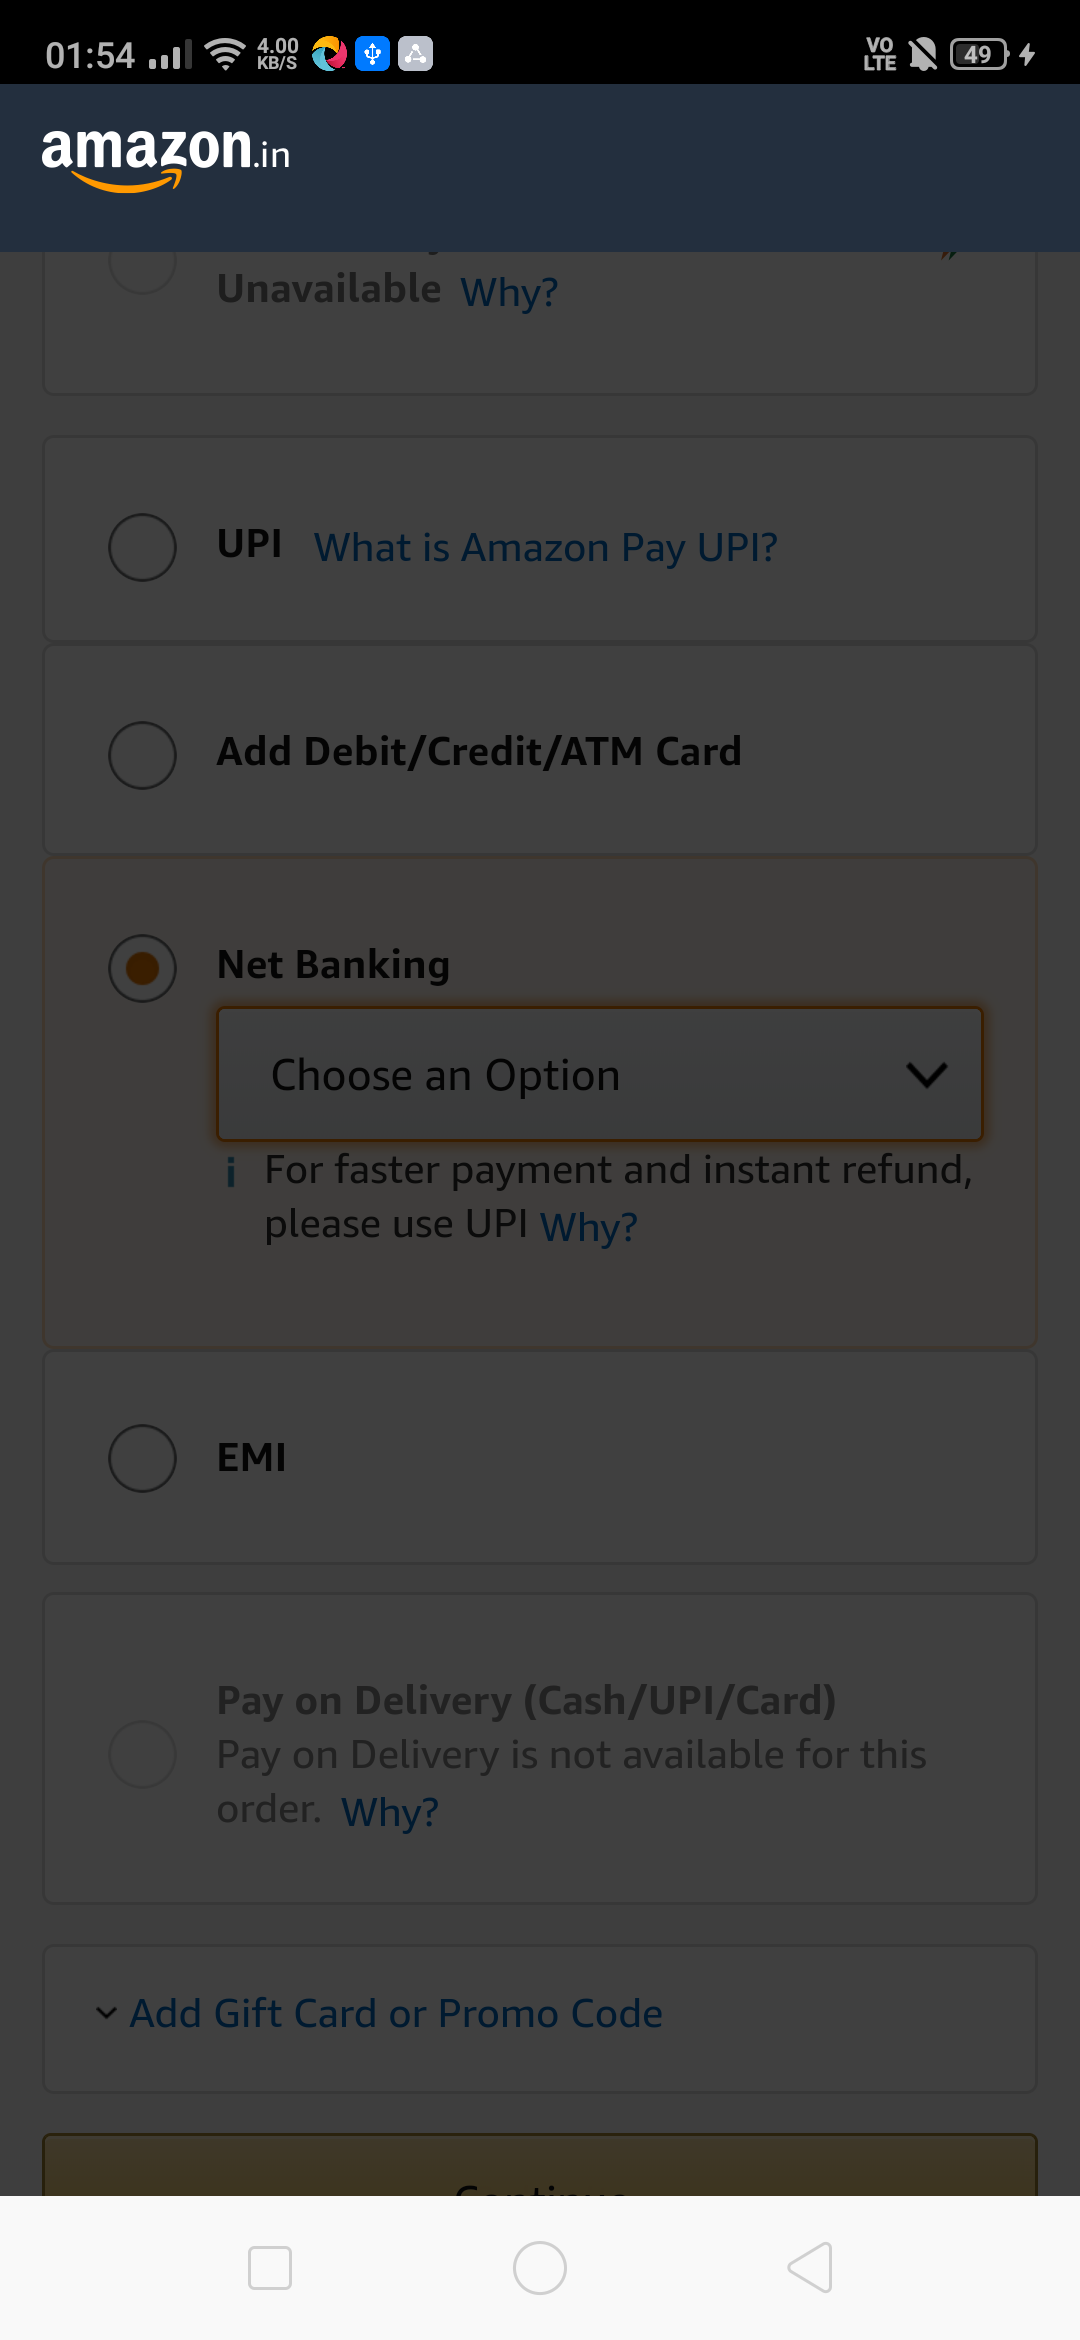 01:54 4.00 KB/S VO LTE 49
amazon.in
Unavailable Why?
UPI What is Amazon Pay UPI?
Add Debit/Credit/ATM Card
Net Banking
Choose an Option
i For faster payment and instant refund,
please use UPI Why?
EMI
Pay on Delivery (Cash/UPI/Card)
Pay on Delivery is not available for this
order. Why?
Add Gift Card or Promo Code
Continue